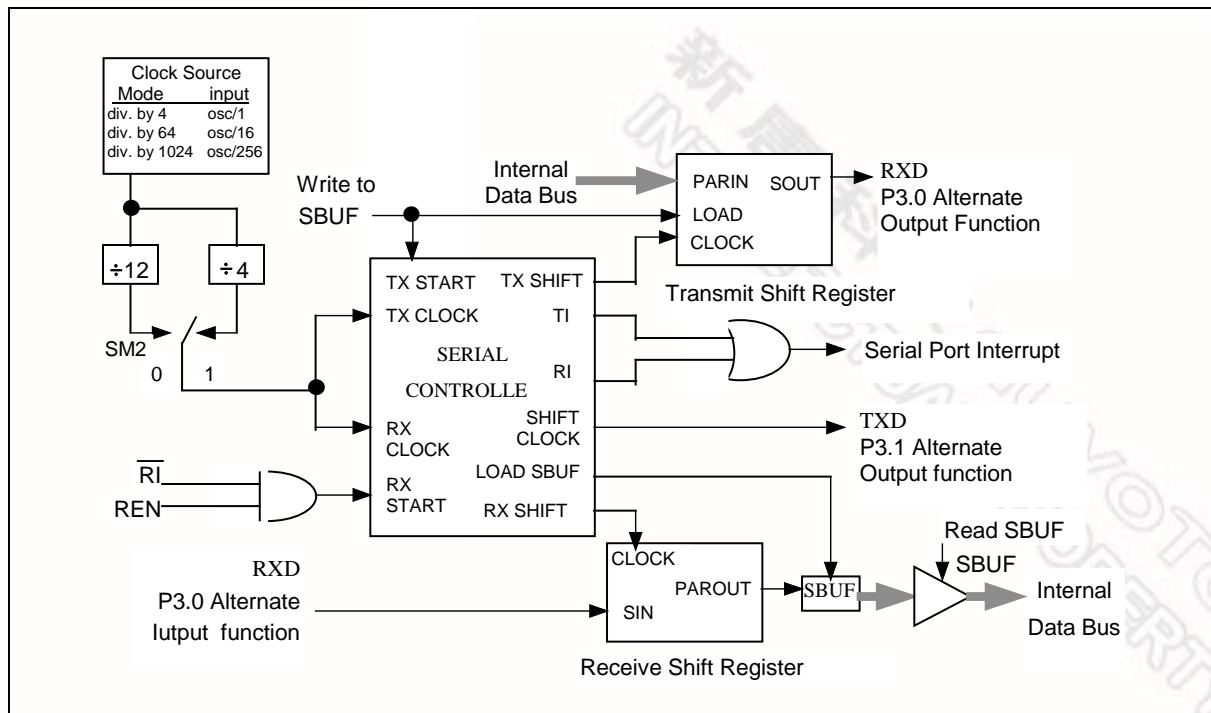 Clock Source
Mode input
div. by 4 osc/1
div. by 64 osc/16
div. by 1024 osc/256
÷12
÷4
SM2
0 1
Write to
SBUF
Internal
Data Bus
PARIN SOUT
LOAD
CLOCK
RXD
P3.0 Alternate
Output Function
Transmit Shift Register
TX START TX SHIFT
TX CLOCK TI
SERIAL
CONTROLLE
RI
RX
CLOCK
SHIFT
CLOCK
LOAD SBUF
RX
START
RX SHIFT
Serial Port Interrupt
TXD
P3.1 Alternate
Output function
RI
REN
RXD
P3.0 Alternate
Iutput function
CLOCK
PAROUT
SIN
Receive Shift Register
SBUF
Read SBUF
SBUF
Internal
Data Bus
新唐科